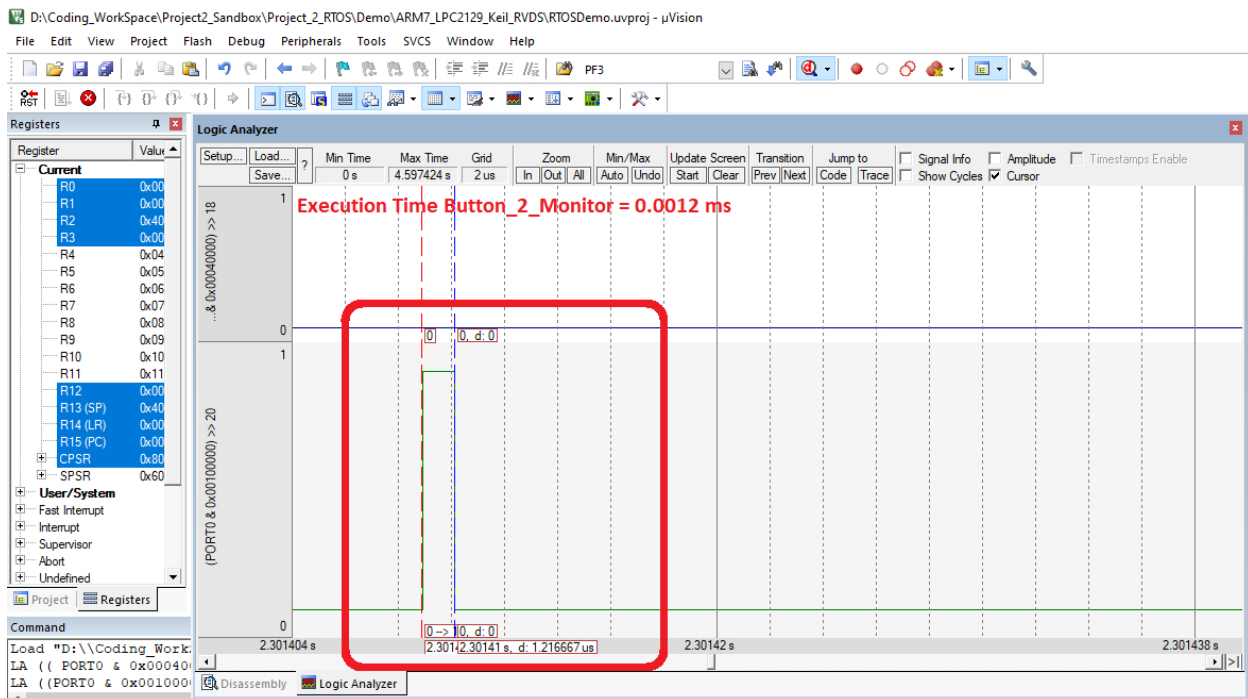 D:\Coding_WorkSpace\Project2_Sandbox\Project_2_RTOS\Demo\ARM7_LPC2129_Keil_RVDS\RTOSDemo.uvproj - µVision
File Edit View Project Flash Debug Peripherals Tools SVCS Window Help
PF3
RST
Registers
Register Value
Current
R0 0x00
R1 0x00
R2 0x40
R3 0x00
R4 0x04
R5 0x05
R6 0x06
R7 0x07
R8 0x08
R9 0x09
R10 0x10
R11 0x11
R12 0x00
R13 (SP) 0x40
R14 (LR) 0x00
R15 (PC) 0x00
CPSR 0x80
SPSR 0x60
User/System
Fast Interrupt
Interrupt
Supervisor
Abort
Undefined
Project Registers
Command
Load "D:\\Coding_Work
LA (( PORT0 & 0x00040
LA ((PORT0 & 0x001000
Logic Analyzer
Setup... Load... ? Min Time Max Time Grid Zoom Min/Max Update Screen Transition Jump to Signal Info Amplitude Timestamps Enable
Save... 0 s 4.597424 s 2 us In Out All Auto Undo Start Clear Prev Next Code Trace Show Cycles Cursor
Execution Time Button_2_Monitor = 0.0012 ms
1
...& 0x00040000) >> 18
0
0 0, d: 0
1
(PORT0 & 0x00100000) >> 20
0
0 --> 0, d: 0
2.301404 s 2.30141 s, d: 1.216667 us 2.30142 s 2.301438 s
Disassembly Logic Analyzer